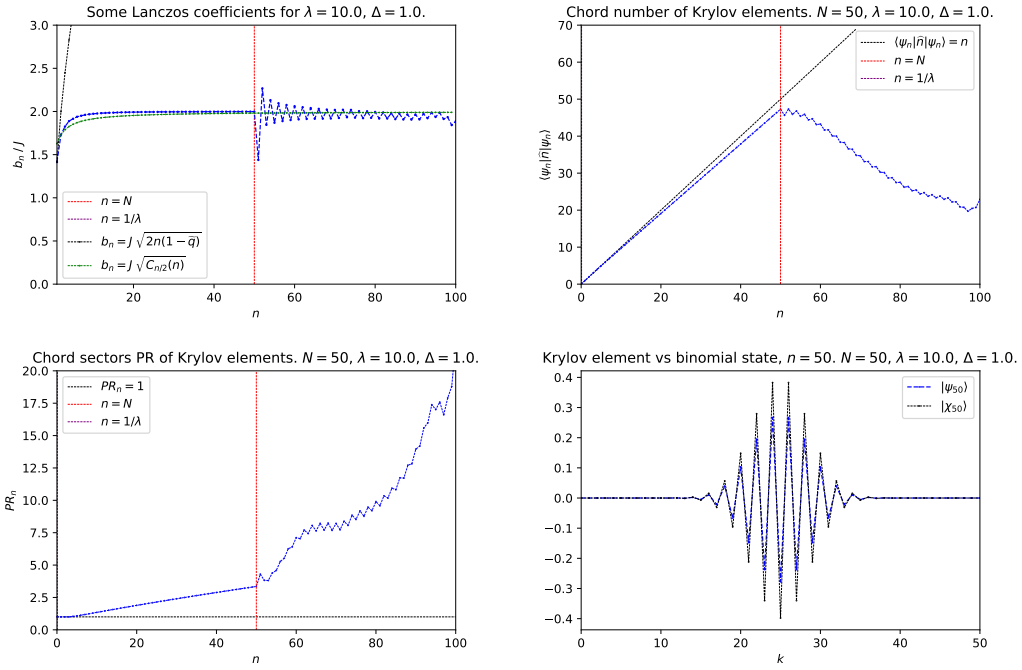 Some Lanczos coefficients for λ = 10.0, Δ = 1.0.
3.0
2.5
2.0
1.5
1.0
0.5
0.0
b_n / J
n = N
n = 1/λ
b_n = J √(2n(1 − q̃))
b_n = J √(C_{n/2}(n))
20 40 60 80 100
n
Chord number of Krylov elements. N = 50, λ = 10.0, Δ = 1.0.
70
60
50
40
30
20
10
0
⟨ψ_n|n̂|ψ_n⟩
⟨ψ_n|n̂|ψ_n⟩ = n
n = N
n = 1/λ
0 20 40 60 80 100
n
Chord sectors PR of Krylov elements. N = 50, λ = 10.0, Δ = 1.0.
20.0
17.5
15.0
12.5
10.0
7.5
5.0
2.5
0.0
PR_n
PR_n = 1
n = N
n = 1/λ
0 20 40 60 80 100
n
Krylov element vs binomial state, n = 50. N = 50, λ = 10.0, Δ = 1.0.
0.4
0.3
0.2
0.1
0.0
−0.1
−0.2
−0.3
−0.4
|ψ_50⟩
|χ_50⟩
0 10 20 30 40 50
k